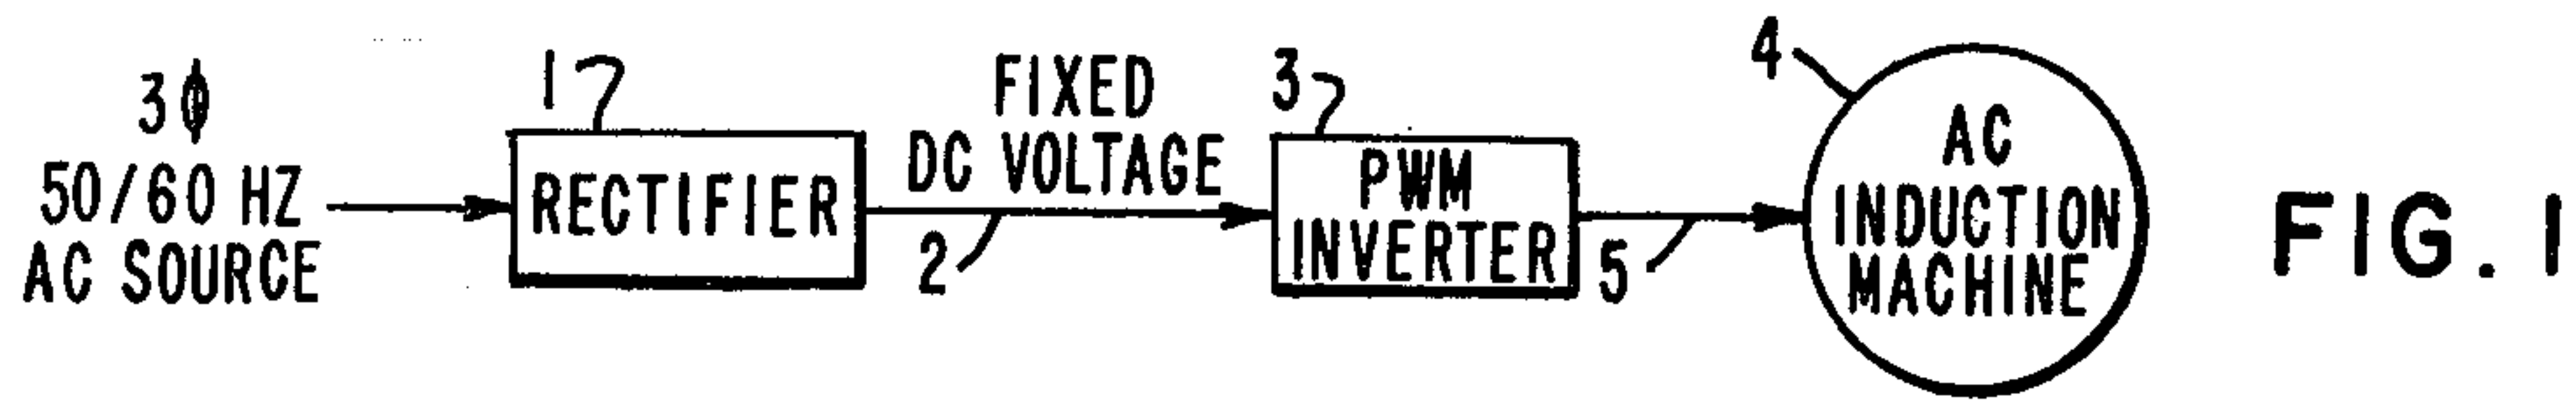 3ϕ
50/60 HZ
AC SOURCE
1
RECTIFIER
FIXED
DC VOLTAGE
2
3
PWM
INVERTER
5
4
AC
INDUCTION
MACHINE
FIG. 1